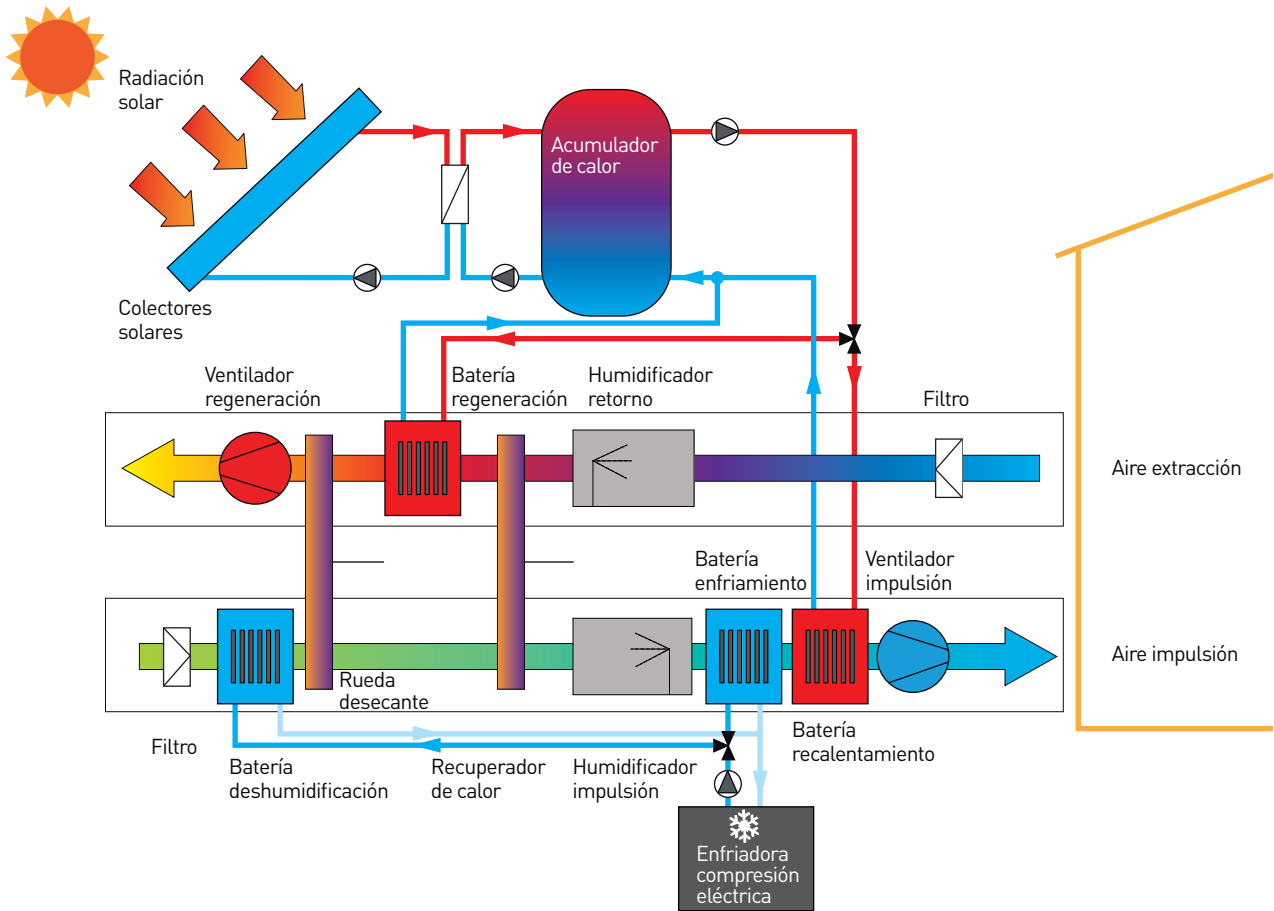 Radiación
solar
Acumulador
de calor
Colectores
solares
Ventilador
regeneración
Batería
regeneración
Humidificador
retorno
Filtro
Aire extracción
Batería
enfriamiento
Ventilador
impulsión
Aire impulsión
Rueda
desecante
Filtro
Batería
deshumidificación
Recuperador
de calor
Humidificador
impulsión
Batería
recalentamiento
Enfriadora
compresión
eléctrica